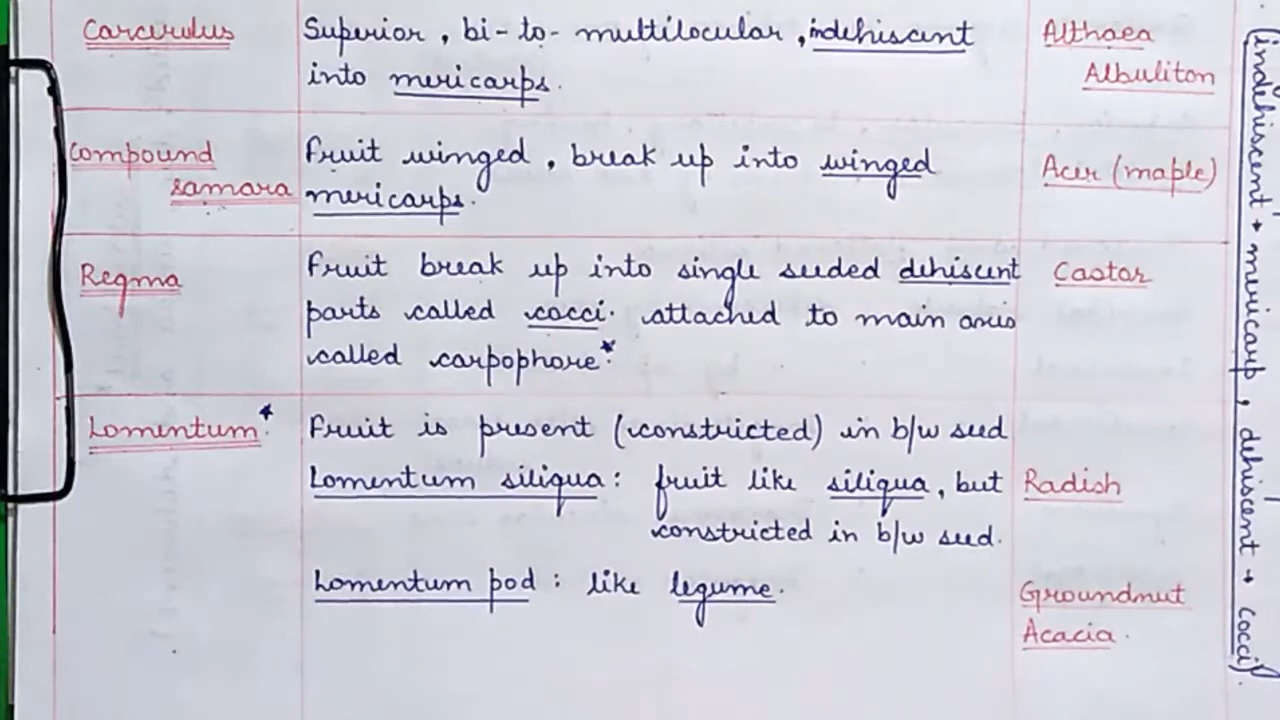 Carcerulus Superior, bi-to-multilocular, indehiscent Althaea
into mericarps. Albuliton
Compound Fruit winged, break up into winged Acer (maple)
samara mericarps.
Regma Fruit break up into single seeded dehiscent Castor
parts called cocci. attached to main axis
called carpophore*
Lomentum* Fruit is present (constricted) in b/w seed
Lomentum siliqua: fruit like siliqua, but Radish
constricted in b/w seed.
Lomentum pod: like legume. Groundnut
Acacia.
(indehiscent → mericarp, dehiscent → cocci)